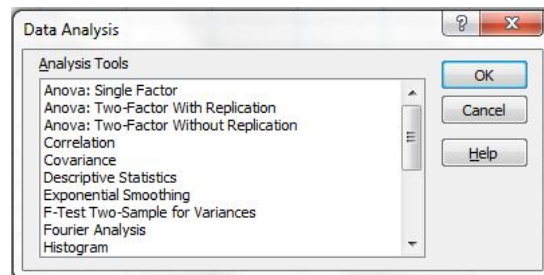 Data Analysis
?
X
Analysis Tools
Anova: Single Factor
Anova: Two-Factor With Replication
Anova: Two-Factor Without Replication
Correlation
Covariance
Descriptive Statistics
Exponential Smoothing
F-Test Two-Sample for Variances
Fourier Analysis
Histogram
OK
Cancel
Help